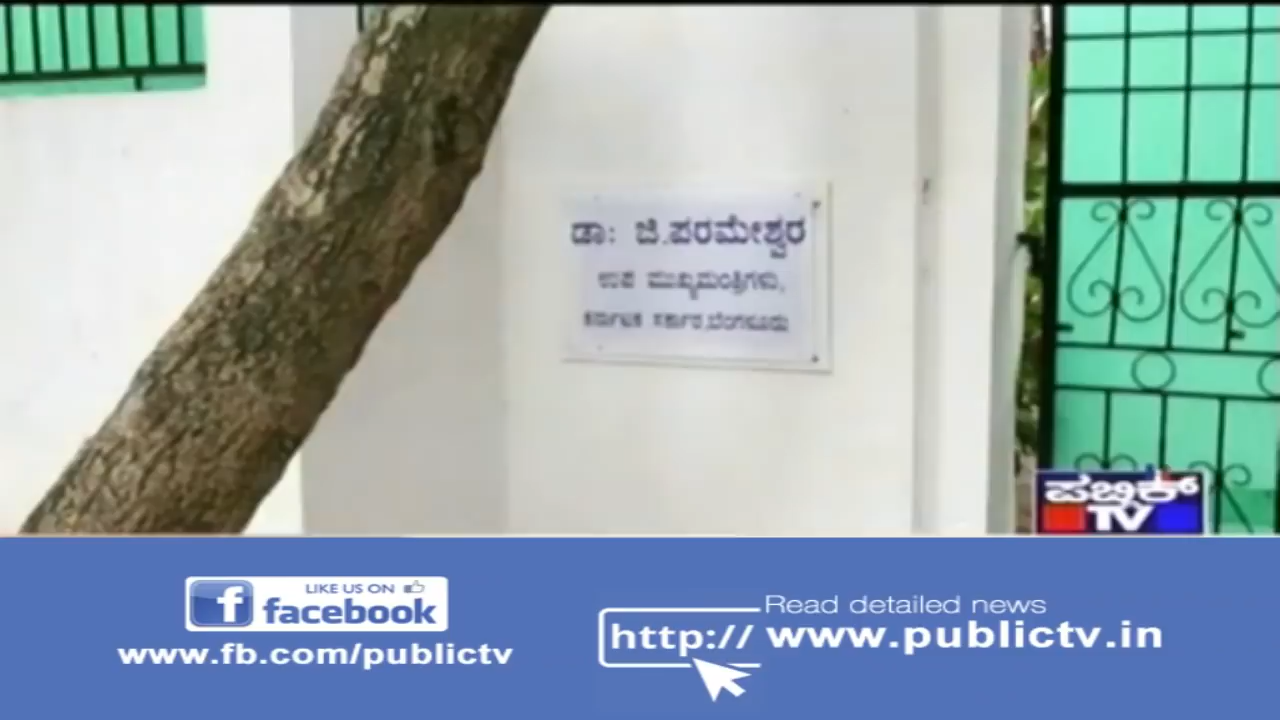 ಡಾ: ಜಿ.ಪರಮೇಶ್ವರ
ಉಪ ಮುಖ್ಯಮಂತ್ರಿಗಳು,
ಕರ್ನಾಟಕ ಸರ್ಕಾರ,ಬೆಂಗಳೂರು
ಪಬ್ಲಿಕ್
TV
LIKE US ON
f facebook
www.fb.com/publictv
Read detailed news
http:// www.publictv.in